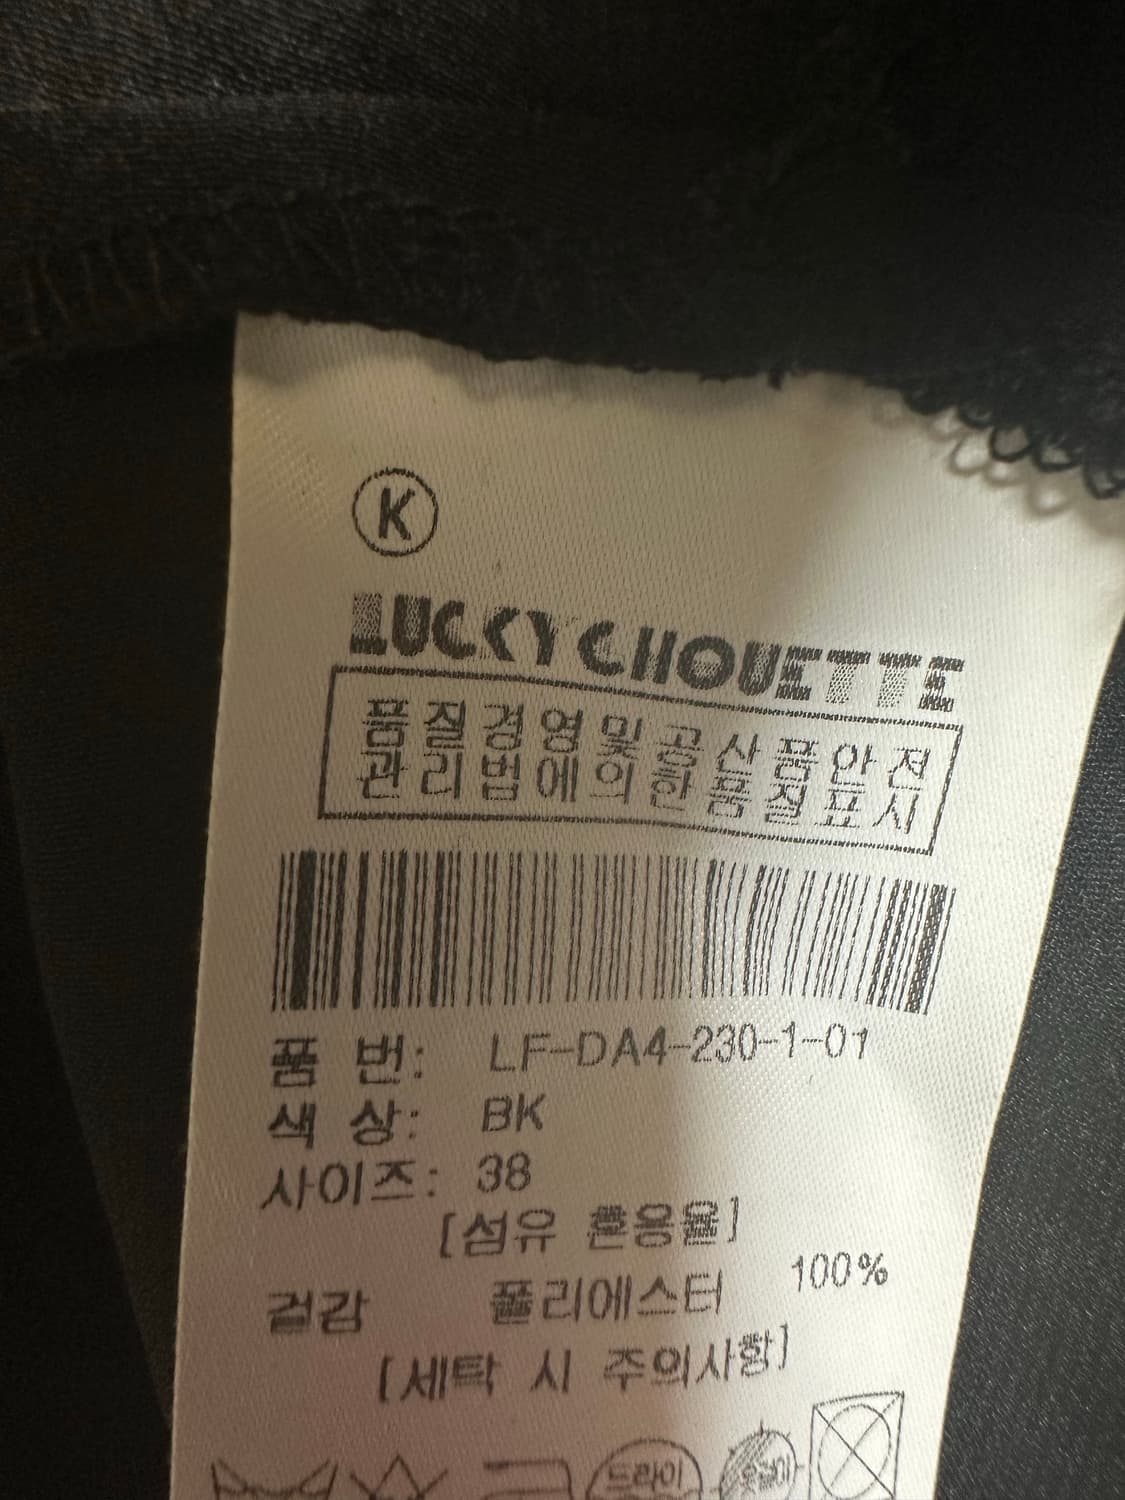 K
LUCKY CHOUETTE
품질경영및공산품안전
관리법에의한품질표시
품 번: LF-DA4-230-1-01
색 상: BK
사이즈: 38
[섬유 혼용율]
겉감 폴리에스터 100%
[세탁 시 주의사항]
드라이 옷걸이